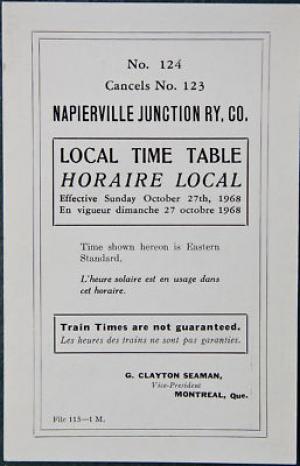 No. 124
Cancels No. 123
NAPIERVILLE JUNCTION RY. CO.
LOCAL TIME TABLE
HORAIRE LOCAL
Effective Sunday October 27th, 1968
En vigueur dimanche 27 octobre 1968
Time shown hereon is Eastern
Standard.
L'heure solaire est en usage dans
cet horaire.
Train Times are not guaranteed.
Les heures des trains ne sont pas garanties.
G. CLAYTON SEAMAN,
Vice-President
MONTREAL, Que.
File 115—1 M.